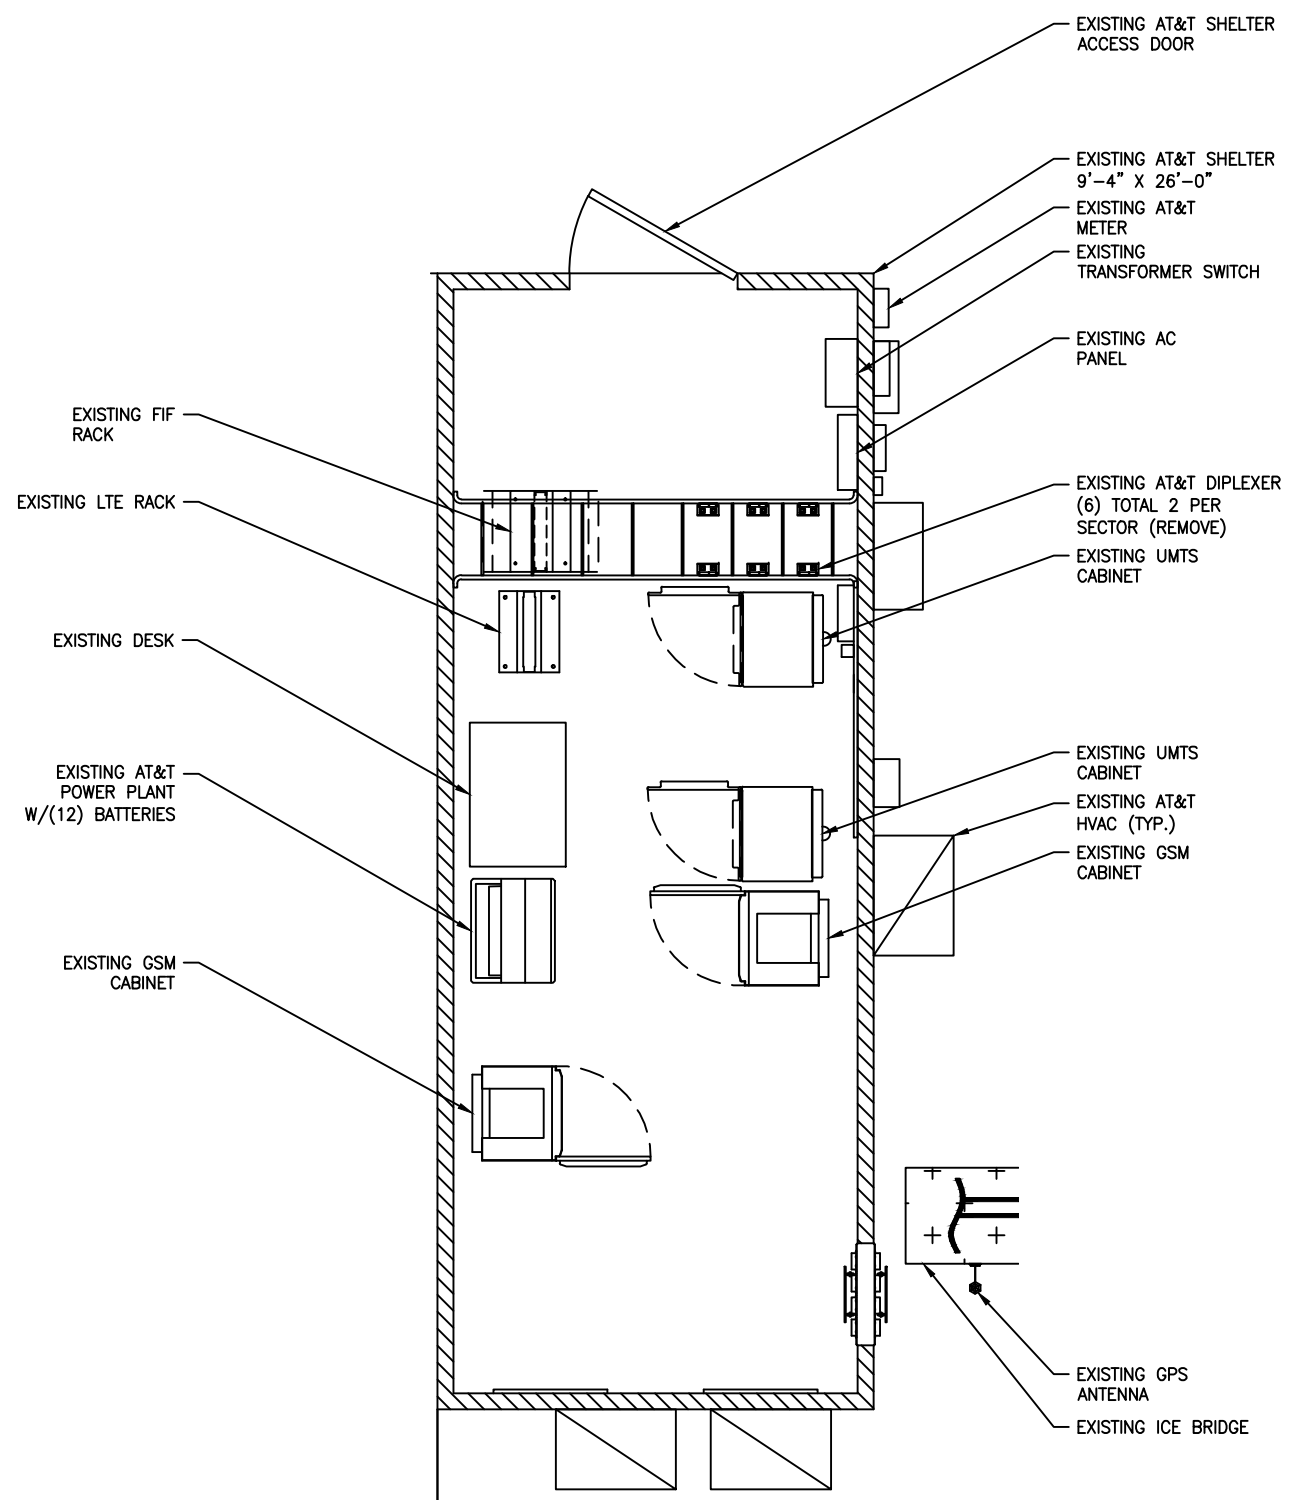 EXISTING AT&T SHELTER
ACCESS DOOR
EXISTING AT&T SHELTER
9'-4" X 26'-0"
EXISTING AT&T
METER
EXISTING
TRANSFORMER SWITCH
EXISTING AC
PANEL
EXISTING FIF
RACK
EXISTING LTE RACK
EXISTING AT&T DIPLEXER
(6) TOTAL 2 PER
SECTOR (REMOVE)
EXISTING UMTS
CABINET
EXISTING DESK
EXISTING AT&T
POWER PLANT
W/(12) BATTERIES
EXISTING UMTS
CABINET
EXISTING AT&T
HVAC (TYP.)
EXISTING GSM
CABINET
EXISTING GSM
CABINET
EXISTING GPS
ANTENNA
EXISTING ICE BRIDGE